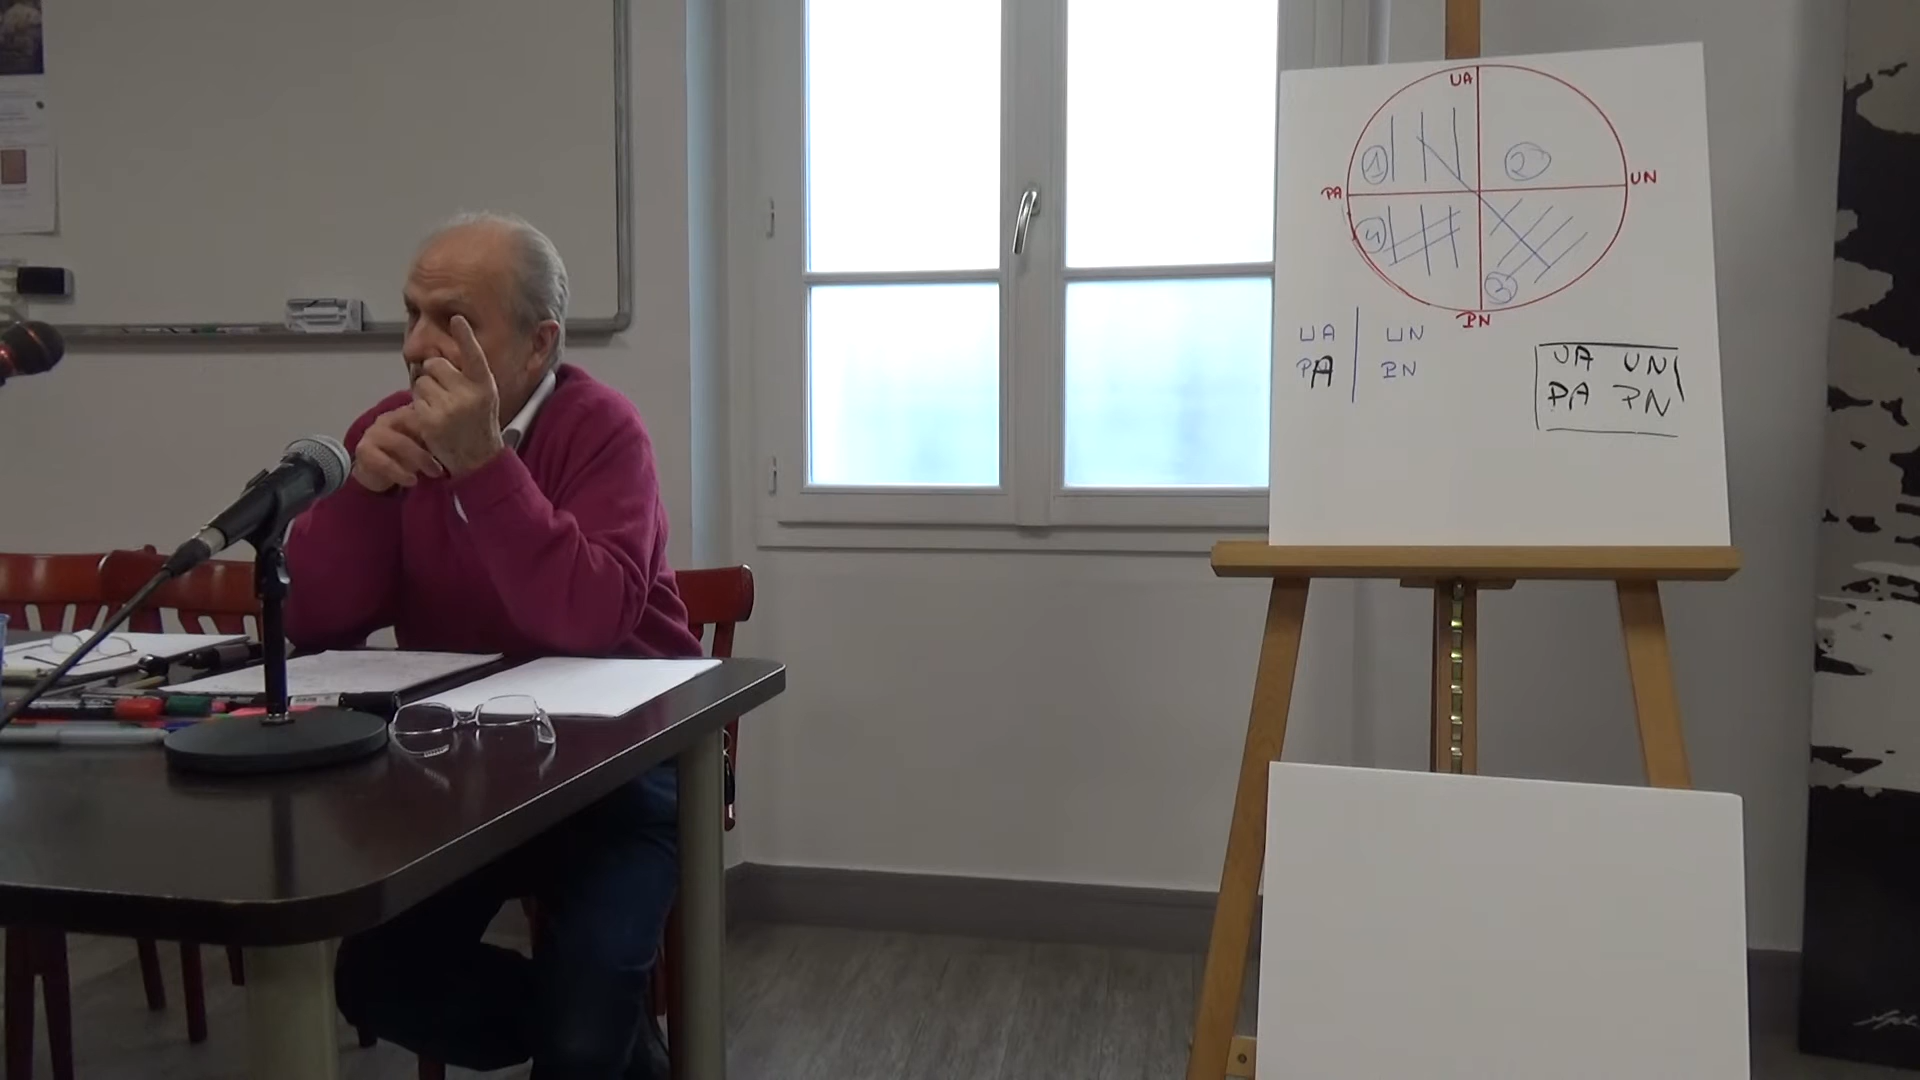 UA
1 2
PA UN
4 3
PN
UA UN
PA PN
UA UN
PA PN